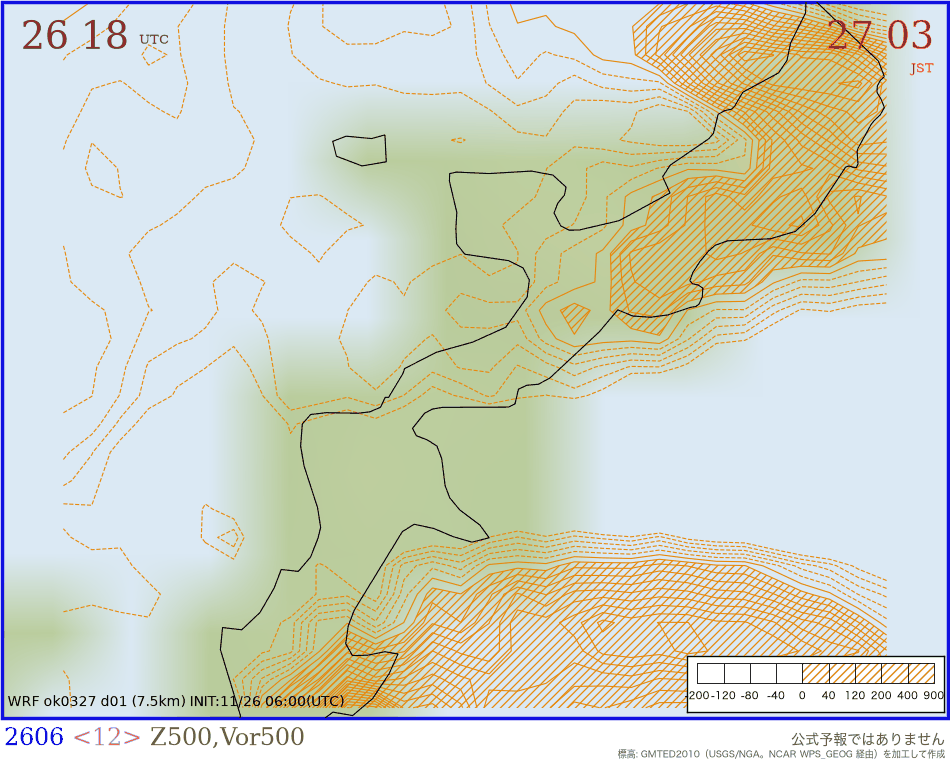 26 18 UTC
27 03
JST
WRF ok0327 d01 (7.5km) INIT:11/26 06:00(UTC)
-200 -120 -80 -40 0 40 120 200 400 900
2606 <12> Z500,Vor500
公式予報ではありません
標高: GMTED2010（USGS/NGA。NCAR WPS_GEOG 経由）を加工して作成